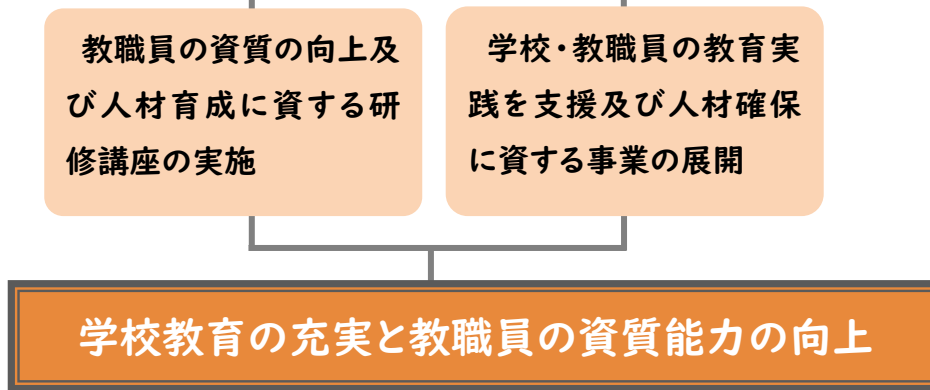 教職員の資質の向上及
び人材育成に資する研
修講座の実施
学校・教職員の教育実
践を支援及び人材確保
に資する事業の展開
学校教育の充実と教職員の資質能力の向上